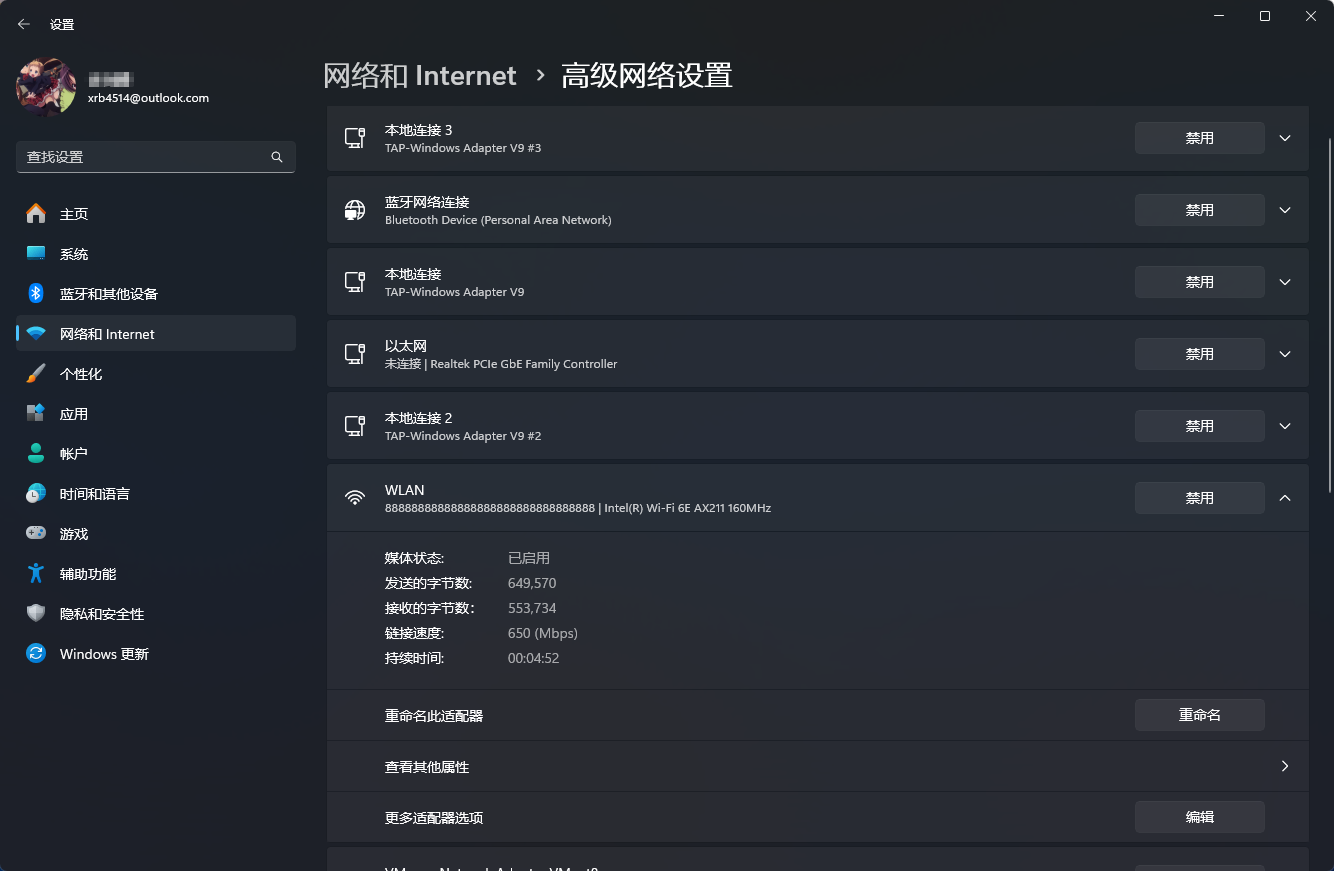 设置
xrb4514@outlook.com
查找设置
主页
系统
蓝牙和其他设备
网络和 Internet
个性化
应用
帐户
时间和语言
游戏
辅助功能
隐私和安全性
Windows 更新
网络和 Internet › 高级网络设置
本地连接 3
TAP-Windows Adapter V9 #3
禁用
蓝牙网络连接
Bluetooth Device (Personal Area Network)
禁用
本地连接
TAP-Windows Adapter V9
禁用
以太网
未连接 | Realtek PCIe GbE Family Controller
禁用
本地连接 2
TAP-Windows Adapter V9 #2
禁用
WLAN
88888888888888888888888888888888 | Intel(R) Wi-Fi 6E AX211 160MHz
禁用
媒体状态: 已启用
发送的字节数: 649,570
接收的字节数: 553,734
链接速度: 650 (Mbps)
持续时间: 00:04:52
重命名此适配器
重命名
查看其他属性
更多适配器选项
编辑